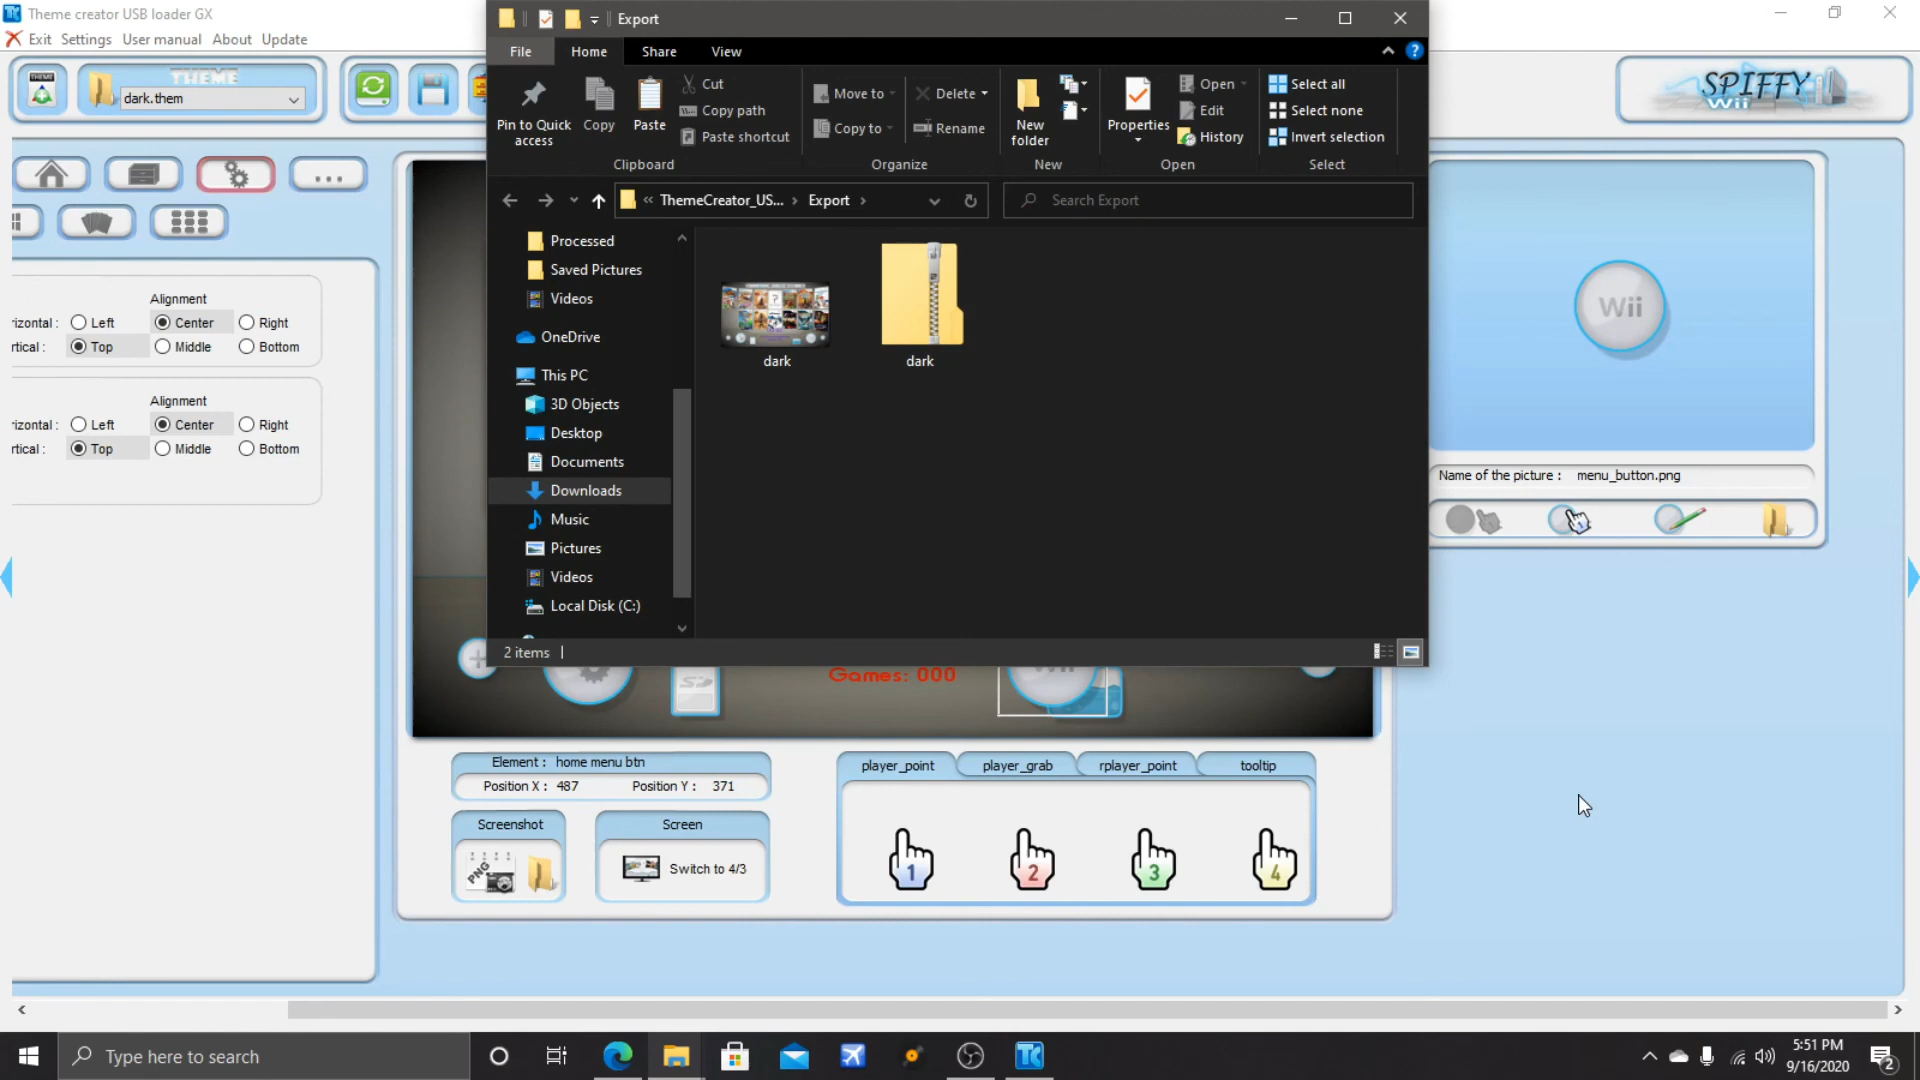 Theme creator USB loader GX
Exit Settings User manual About Update
THEME
THEME
dark.them
Export
File Home Share View
Pin to Quick access
Copy
Paste
Cut
Copy path
Paste shortcut
Clipboard
Move to
Copy to
Delete
Rename
Organize
New folder
New
Properties
Open
Edit
History
Open
Select all
Select none
Invert selection
Select
SPIFFY
Wii
ThemeCreator_US... Export
Search Export
Processed
Saved Pictures
Videos
OneDrive
This PC
3D Objects
Desktop
Documents
Downloads
Music
Pictures
Videos
Local Disk (C:)
dark
dark
2 items
Alignment
rizontal : Left Center Right
rtical : Top Middle Bottom
Alignment
rizontal : Left Center Right
rtical : Top Middle Bottom
Wii
Name of the picture : menu_button.png
Games: 000
Element : home menu btn
Position X : 487 Position Y : 371
Screenshot
PNG
Screen
Switch to 4/3
player_point player_grab rplayer_point tooltip
1 2 3 4
Type here to search
5:51 PM
9/16/2020
2